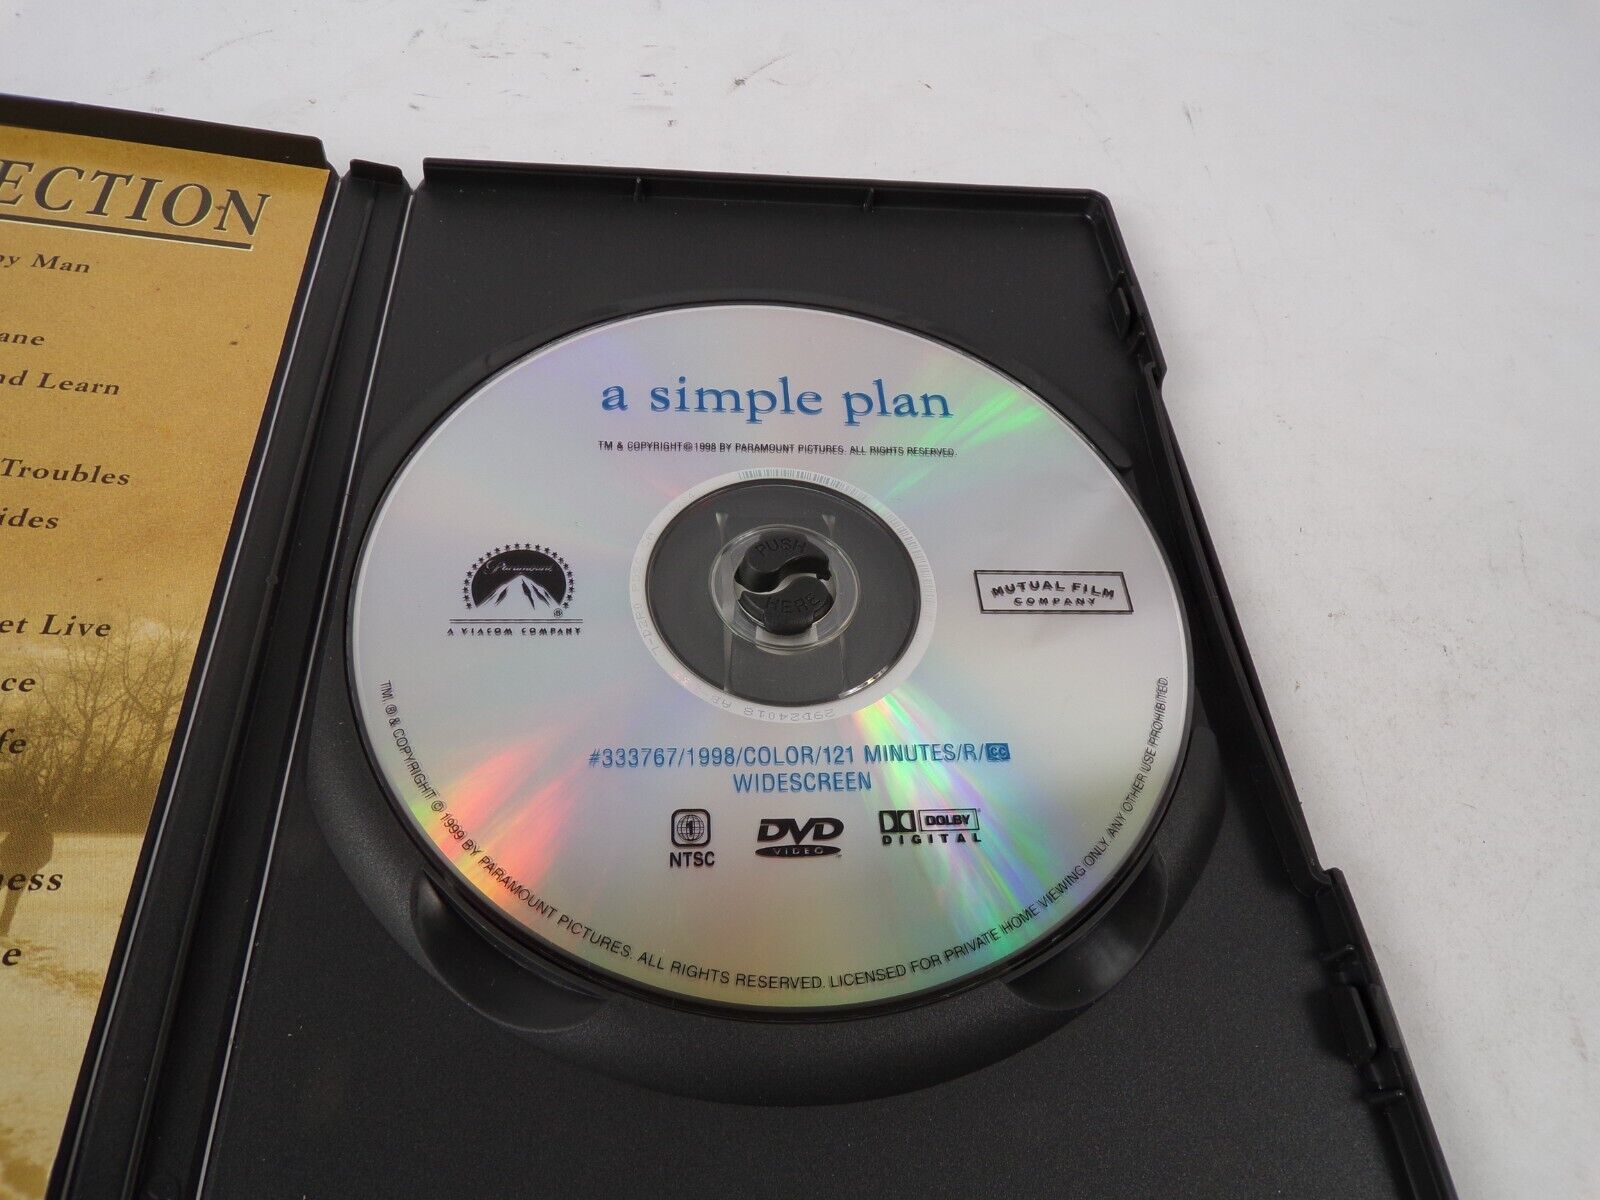 ECTION
by Man
ane
nd Learn
Troubles
ides
et Live
ce
fe
ness
e
a simple plan
TM & COPYRIGHT © 1998 BY PARAMOUNT PICTURES. ALL RIGHTS RESERVED.
PUSH
HERE
Paramount
®
A VIACOM COMPANY
MUTUAL FILM
COMPANY
29D24018
#333767/1998/COLOR/121 MINUTES/R/CC
WIDESCREEN
NTSC
DVD
VIDEO
DOLBY
DIGITAL
TM, ® & COPYRIGHT © 1999 BY PARAMOUNT PICTURES. ALL RIGHTS RESERVED. LICENSED FOR PRIVATE HOME VIEWING ONLY. ANY OTHER USE PROHIBITED.